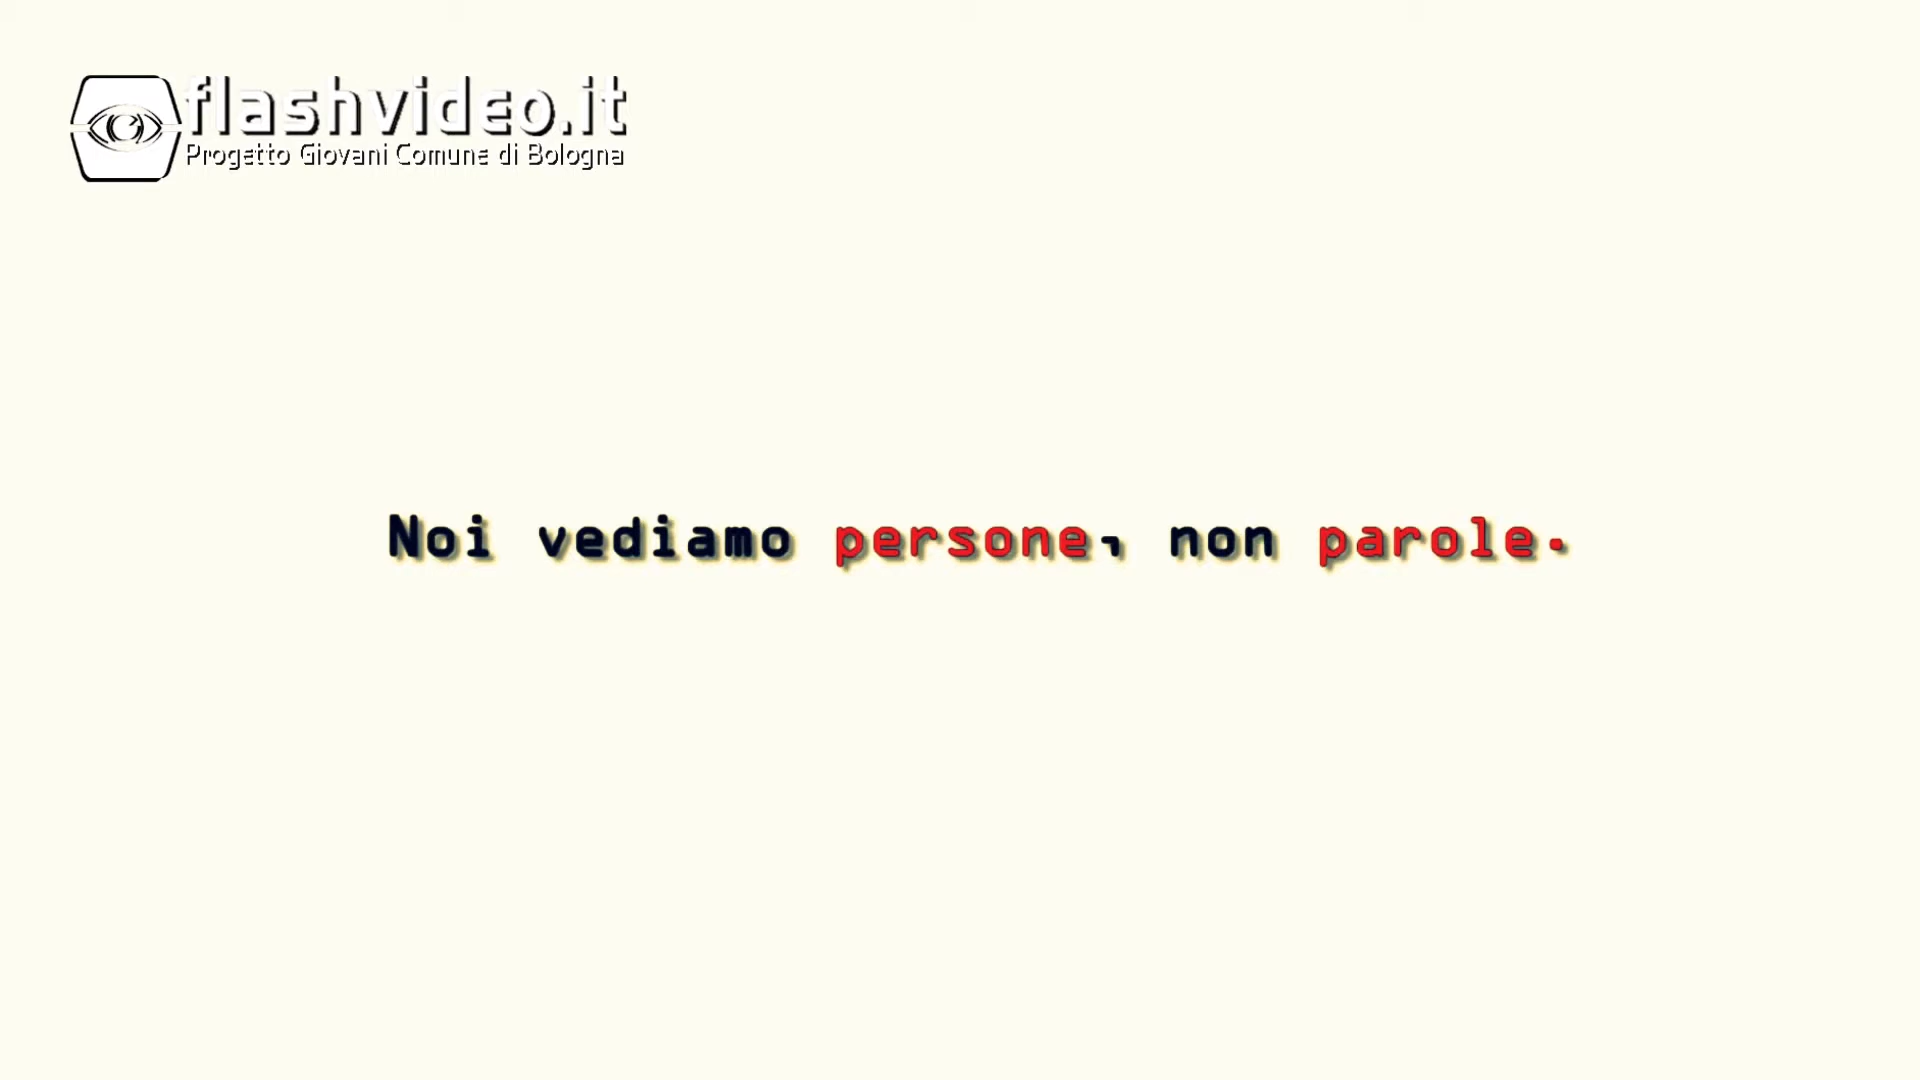 flashvideo.it
Progetto Giovani Comune di Bologna
Noi vediamo persone, non parole.